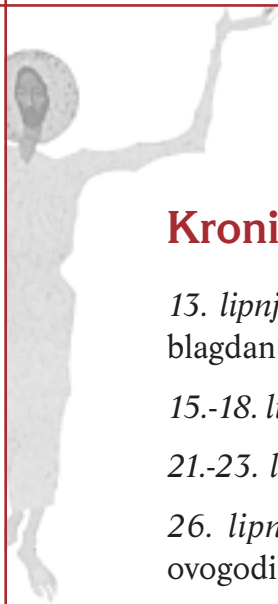 Kroni
13. lipnj
blagdan
15.-18. l
21.-23. l
26. lipn
ovogodi